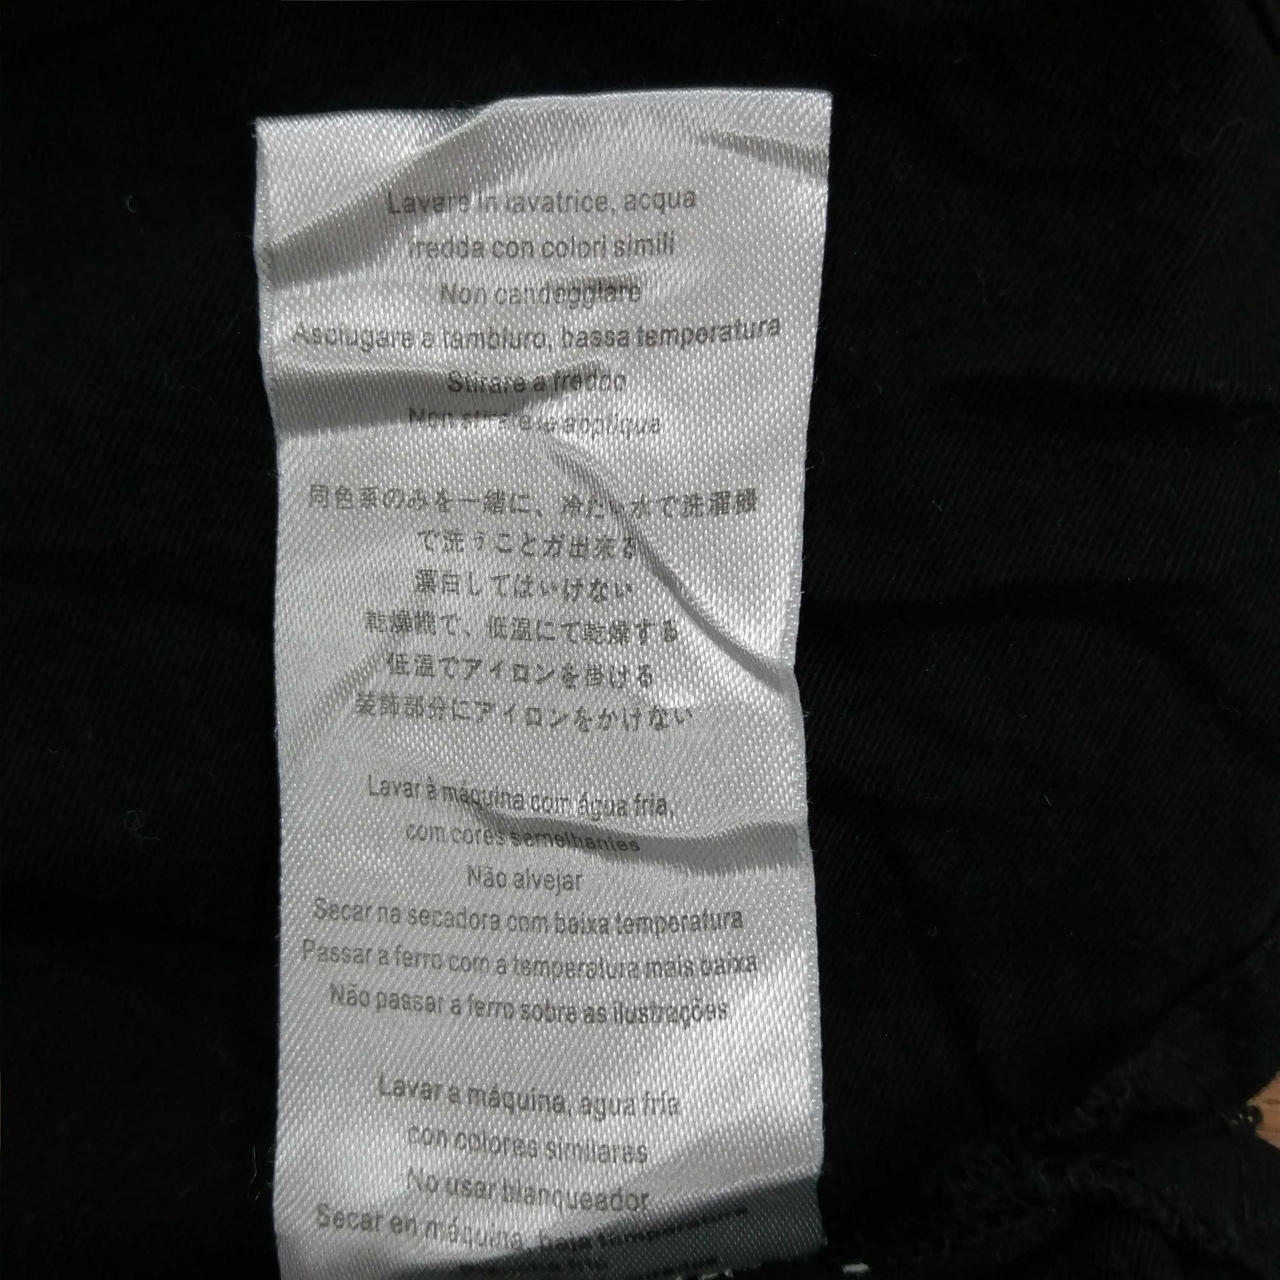 Lavare in lavatrice, acqua
fredda con colori simili
Non candeggiare
Asciugare a tamburo, bassa temperatura
Stirare a freddo
Non stirare le appliqua
同色系のみを一緒に、冷たい水で洗濯機
で洗うことガ出来る
漂白してはいけない
乾燥機で、低温にて乾燥する
低温でアイロンを掛ける
装飾部分にアイロンをかけない
Lavar à máquina com água fria,
com cores semelhantes
Não alvejar
Secar na secadora com baixa temperatura
Passar a ferro com a temperatura mais baixa
Não passar a ferro sobre as ilustrações
Lavar a máquina, agua fría
con colores similares
No usar blanqueador
Secar en máquina, baja temperatura